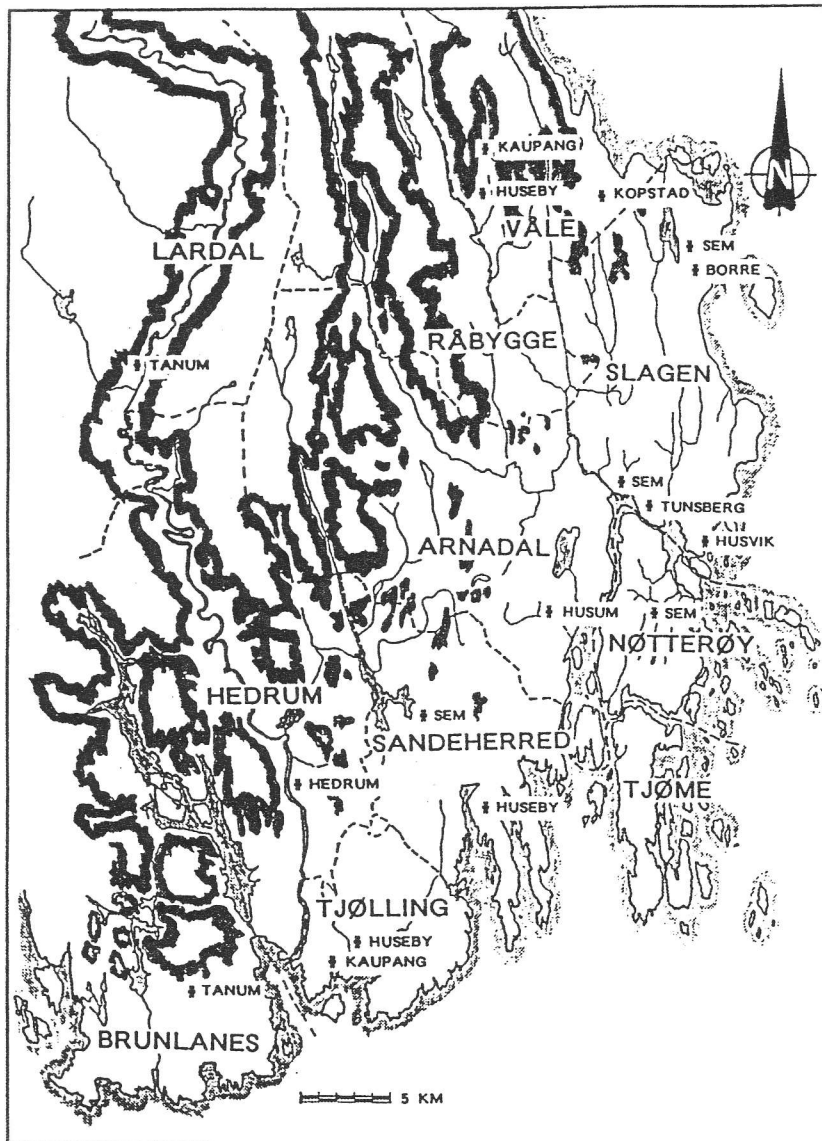 KAUPANG
N
HUSEBY
KOPSTAD
VÅLE
LARDAL
SEM
BORRE
RÅBYGGE
TANUM
SLAGEN
SEM
TUNSBERG
ARNADAL
HUSVIK
HUSUM
SEM
NØTTERØY
HEDRUM
SEM
SANDEHERRED
HEDRUM
TJØME
HUSEBY
TJØLLING
HUSEBY
KAUPANG
TANUM
BRUNLANES
5 KM